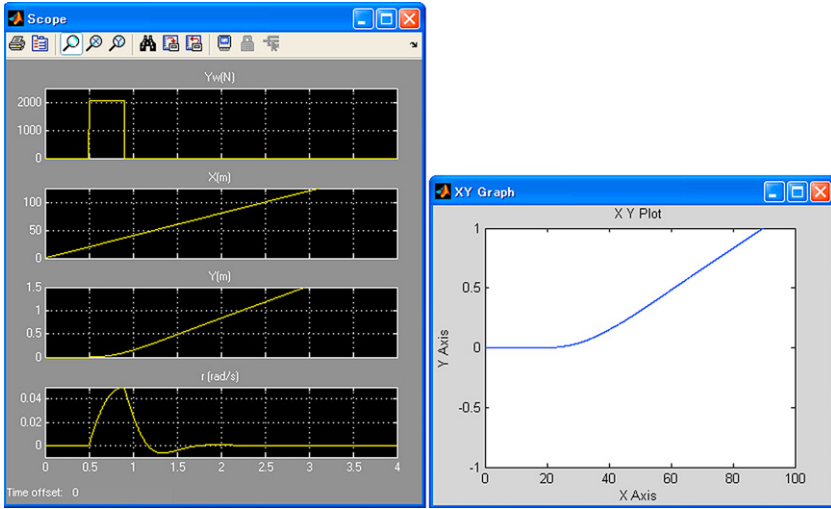 Scope
Yw(N)
2000
1000
0
X(m)
100
50
0
Y(m)
1.5
1
0.5
0
r (rad/s)
0.04
0.02
0
0 0.5 1 1.5 2 2.5 3 3.5 4
Time offset: 0
XY Graph
X Y Plot
1
0.5
0
-0.5
-1
Y Axis
0 20 40 60 80 100
X Axis